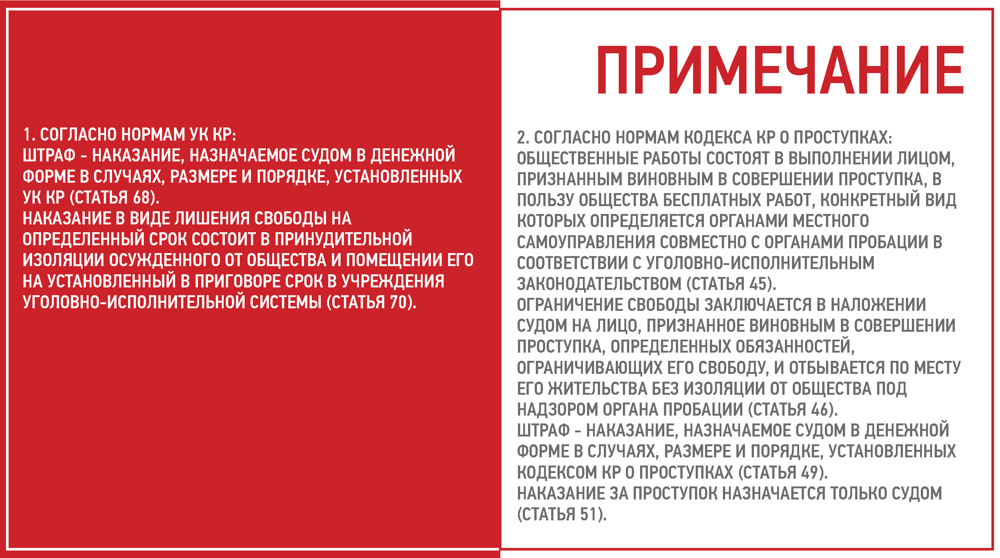 ПРИМЕЧАНИЕ
1. СОГЛАСНО НОРМАМ УК КР:
ШТРАФ - НАКАЗАНИЕ, НАЗНАЧАЕМОЕ СУДОМ В ДЕНЕЖНОЙ
ФОРМЕ В СЛУЧАЯХ, РАЗМЕРЕ И ПОРЯДКЕ, УСТАНОВЛЕННЫХ
УК КР (СТАТЬЯ 68).
НАКАЗАНИЕ В ВИДЕ ЛИШЕНИЯ СВОБОДЫ НА
ОПРЕДЕЛЕННЫЙ СРОК СОСТОИТ В ПРИНУДИТЕЛЬНОЙ
ИЗОЛЯЦИИ ОСУЖДЕННОГО ОТ ОБЩЕСТВА И ПОМЕЩЕНИИ ЕГО
НА УСТАНОВЛЕННЫЙ В ПРИГОВОРЕ СРОК В УЧРЕЖДЕНИЯ
УГОЛОВНО-ИСПОЛНИТЕЛЬНОЙ СИСТЕМЫ (СТАТЬЯ 70).
2. СОГЛАСНО НОРМАМ КОДЕКСА КР О ПРОСТУПКАХ:
ОБЩЕСТВЕННЫЕ РАБОТЫ СОСТОЯТ В ВЫПОЛНЕНИИ ЛИЦОМ,
ПРИЗНАННЫМ ВИНОВНЫМ В СОВЕРШЕНИИ ПРОСТУПКА, В
ПОЛЬЗУ ОБЩЕСТВА БЕСПЛАТНЫХ РАБОТ, КОНКРЕТНЫЙ ВИД
КОТОРЫХ ОПРЕДЕЛЯЕТСЯ ОРГАНАМИ МЕСТНОГО
САМОУПРАВЛЕНИЯ СОВМЕСТНО С ОРГАНАМИ ПРОБАЦИИ В
СООТВЕТСТВИИ С УГОЛОВНО-ИСПОЛНИТЕЛЬНЫМ
ЗАКОНОДАТЕЛЬСТВОМ (СТАТЬЯ 45).
ОГРАНИЧЕНИЕ СВОБОДЫ ЗАКЛЮЧАЕТСЯ В НАЛОЖЕНИИ
СУДОМ НА ЛИЦО, ПРИЗНАННОЕ ВИНОВНЫМ В СОВЕРШЕНИИ
ПРОСТУПКА, ОПРЕДЕЛЕННЫХ ОБЯЗАННОСТЕЙ,
ОГРАНИЧИВАЮЩИХ ЕГО СВОБОДУ, И ОТБЫВАЕТСЯ ПО МЕСТУ
ЕГО ЖИТЕЛЬСТВА БЕЗ ИЗОЛЯЦИИ ОТ ОБЩЕСТВА ПОД
НАДЗОРОМ ОРГАНА ПРОБАЦИИ (СТАТЬЯ 46).
ШТРАФ - НАКАЗАНИЕ, НАЗНАЧАЕМОЕ СУДОМ В ДЕНЕЖНОЙ
ФОРМЕ В СЛУЧАЯХ, РАЗМЕРЕ И ПОРЯДКЕ, УСТАНОВЛЕННЫХ
КОДЕКСОМ КР О ПРОСТУПКАХ (СТАТЬЯ 49).
НАКАЗАНИЕ ЗА ПРОСТУПОК НАЗНАЧАЕТСЯ ТОЛЬКО СУДОМ
(СТАТЬЯ 51).